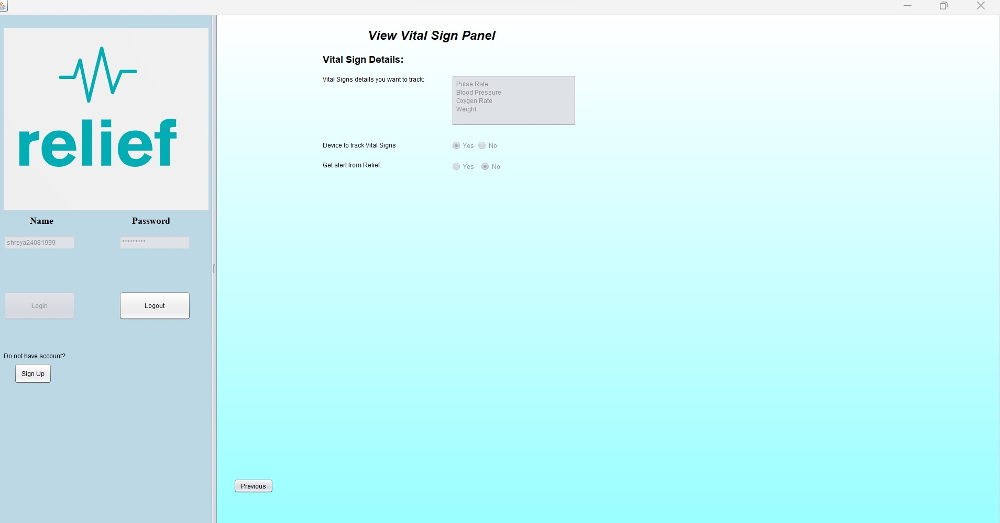 relief
Name Password
shreya24081999 *********
Login Logout
Do not have account?
Sign Up
View Vital Sign Panel
Vital Sign Details:
Vital Signs details you want to track:
Pulse Rate
Blood Pressure
Oxygen Rate
Weight
Device to track Vital Signs Yes No
Get alert from Relief: Yes No
Previous